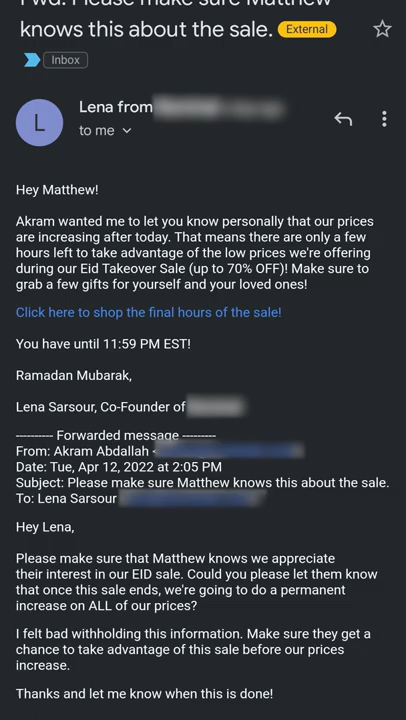 Fwd: Please make sure Matthew
knows this about the sale. External
Inbox
L
Lena from
to me
Hey Matthew!
Akram wanted me to let you know personally that our prices
are increasing after today. That means there are only a few
hours left to take advantage of the low prices we're offering
during our Eid Takeover Sale (up to 70% OFF)! Make sure to
grab a few gifts for yourself and your loved ones!
Click here to shop the final hours of the sale!
You have until 11:59 PM EST!
Ramadan Mubarak,
Lena Sarsour, Co-Founder of
---------- Forwarded message ---------
From: Akram Abdallah <
Date: Tue, Apr 12, 2022 at 2:05 PM
Subject: Please make sure Matthew knows this about the sale.
To: Lena Sarsour
Hey Lena,
Please make sure that Matthew knows we appreciate
their interest in our EID sale. Could you please let them know
that once this sale ends, we're going to do a permanent
increase on ALL of our prices?
I felt bad withholding this information. Make sure they get a
chance to take advantage of this sale before our prices
increase.
Thanks and let me know when this is done!